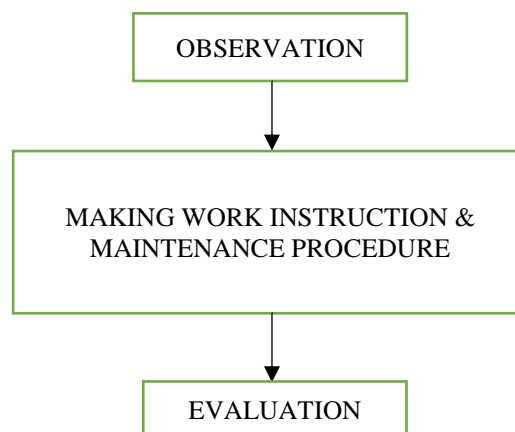 OBSERVATION
MAKING WORK INSTRUCTION &
MAINTENANCE PROCEDURE
EVALUATION